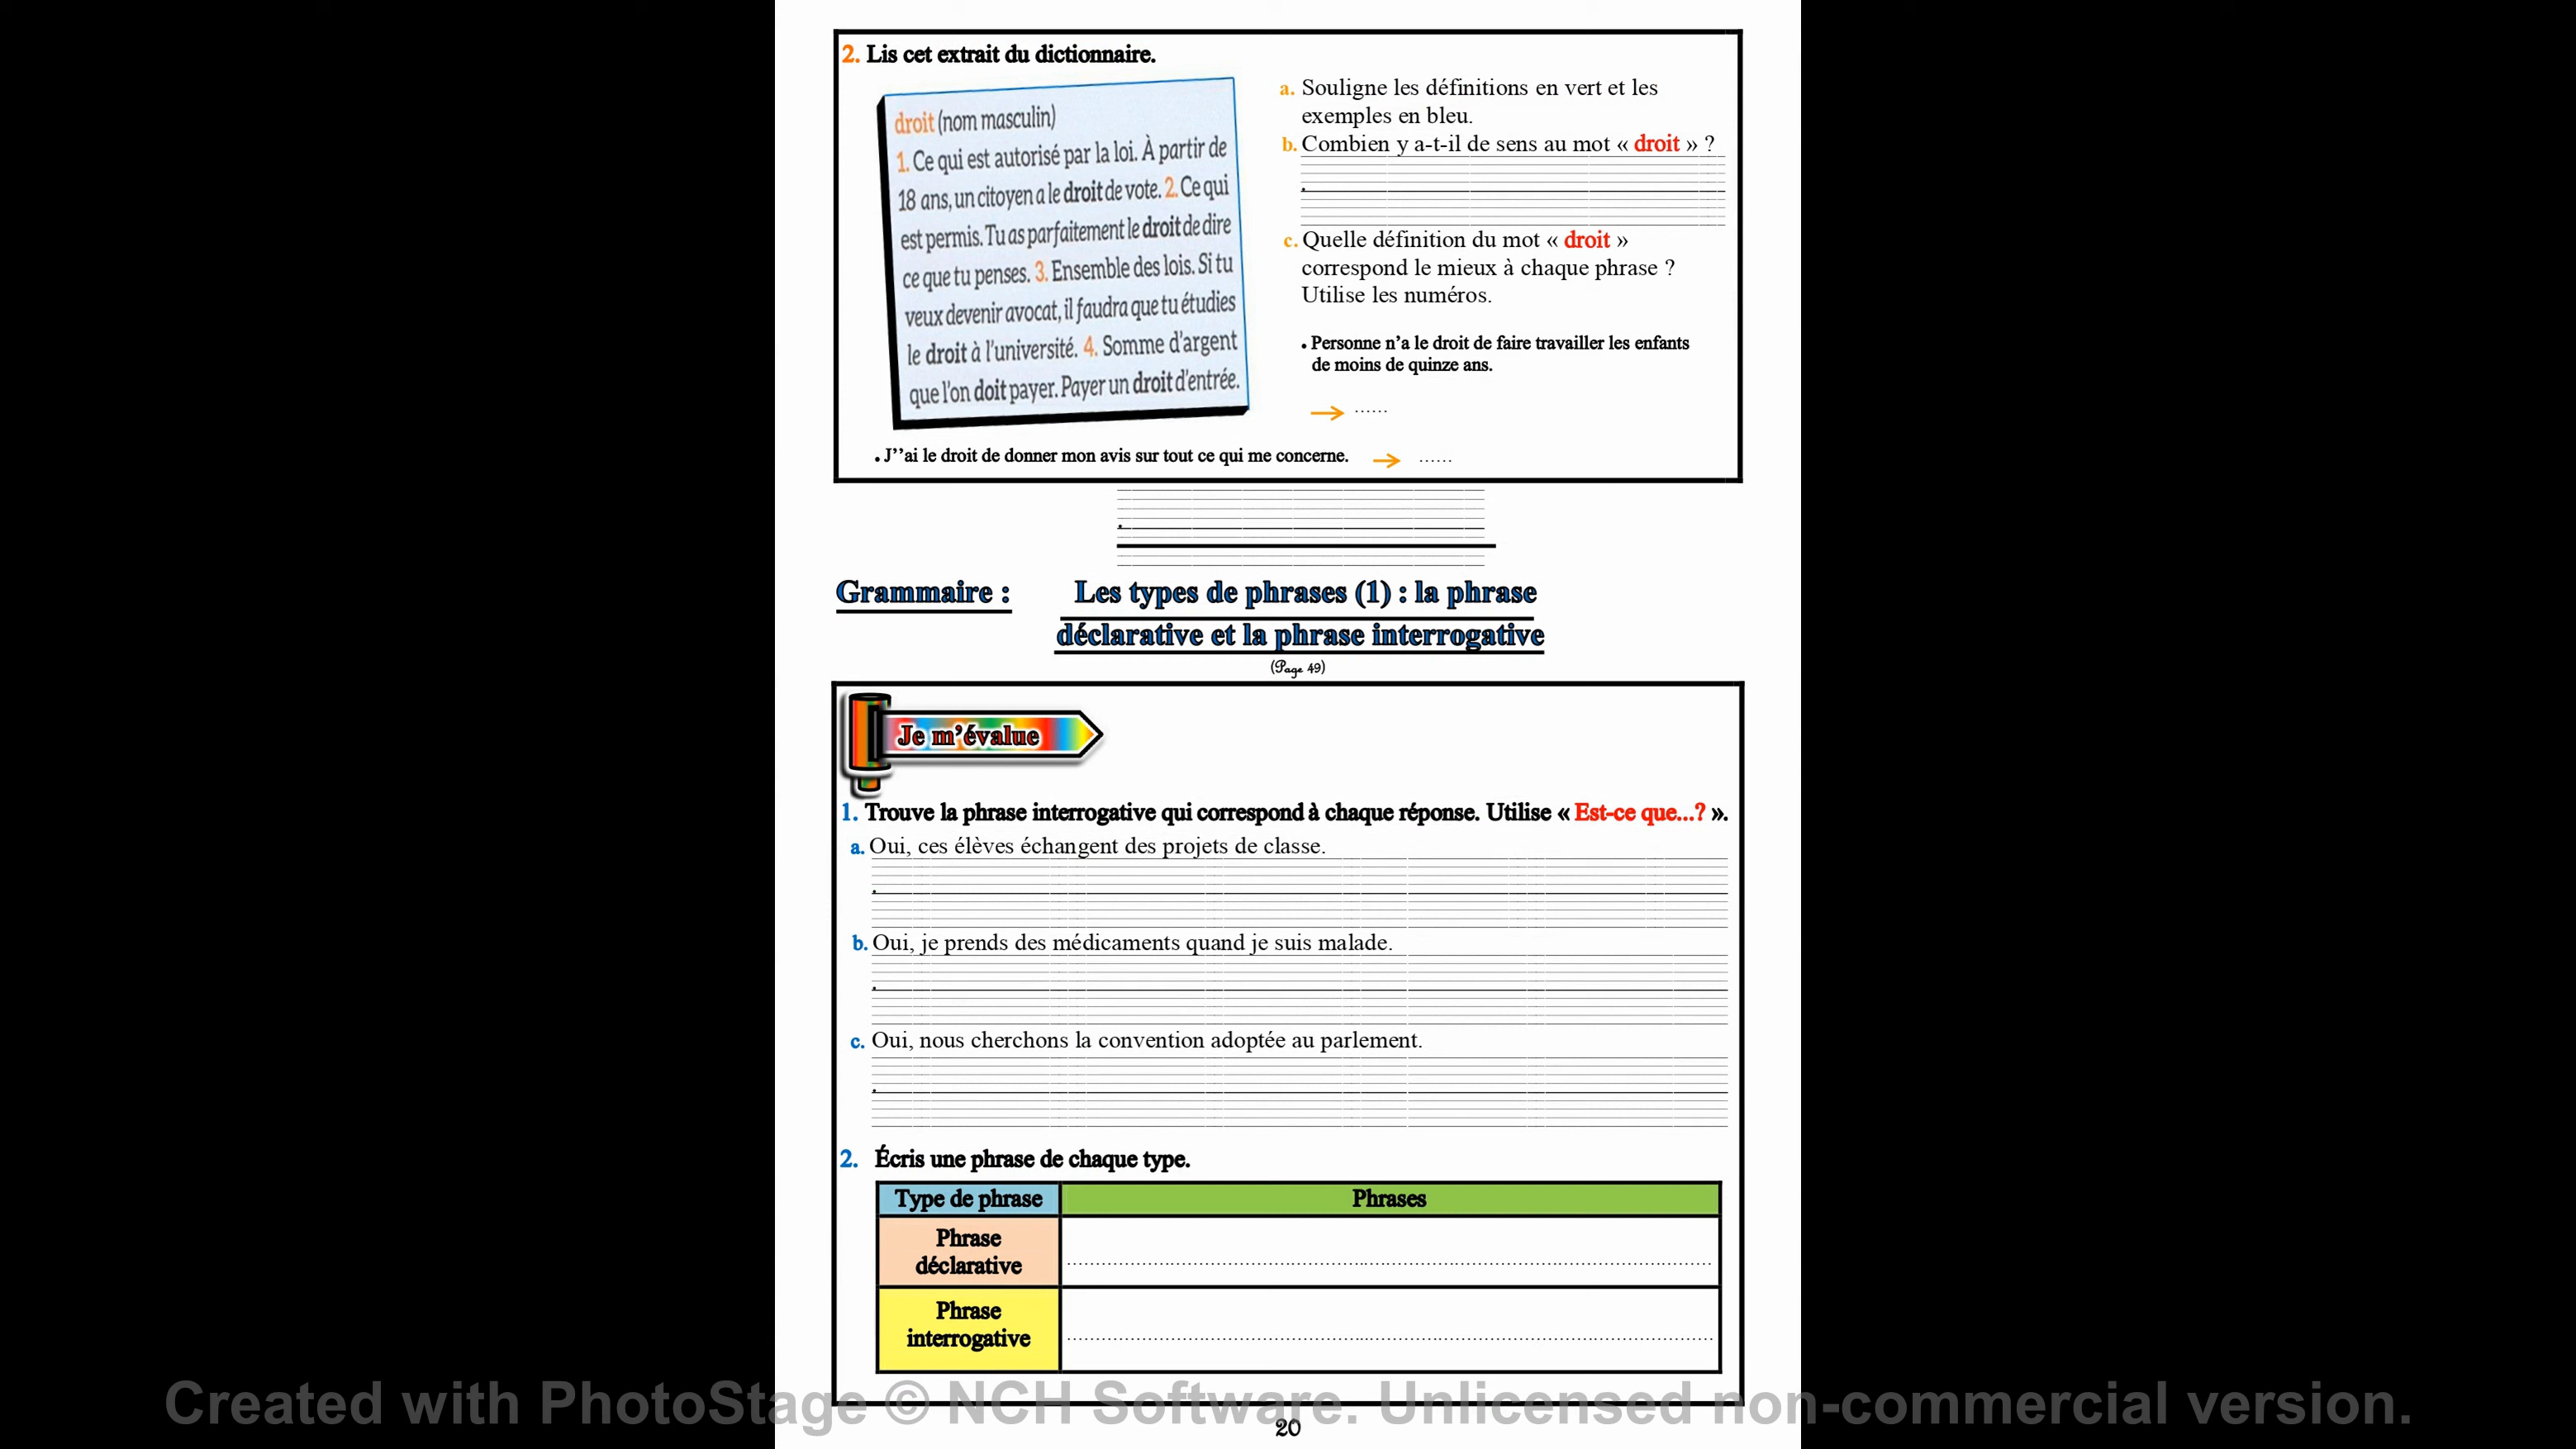 2. Lis cet extrait du dictionnaire.
droit (nom masculin)
1. Ce qui est autorisé par la loi. À partir de
18 ans, un citoyen a le droit de vote. 2. Ce qui
est permis. Tu as parfaitement le droit de dire
ce que tu penses. 3. Ensemble des lois. Si tu
veux devenir avocat, il faudra que tu étudies
le droit à l'université. 4. Somme d'argent
que l'on doit payer. Payer un droit d'entrée.
a. Souligne les définitions en vert et les
exemples en bleu.
b. Combien y a-t-il de sens au mot « droit » ?
c. Quelle définition du mot « droit »
correspond le mieux à chaque phrase ?
Utilise les numéros.
• Personne n’a le droit de faire travailler les enfants
de moins de quinze ans.
→ ......
• J’’ai le droit de donner mon avis sur tout ce qui me concerne. → ......
Grammaire : Les types de phrases (1) : la phrase
déclarative et la phrase interrogative
(Page 49)
Je m’évalue
1. Trouve la phrase interrogative qui correspond à chaque réponse. Utilise « Est-ce que...? ».
a. Oui, ces élèves échangent des projets de classe.
b. Oui, je prends des médicaments quand je suis malade.
c. Oui, nous cherchons la convention adoptée au parlement.
2. Écris une phrase de chaque type.
Type de phrase Phrases
Phrase
déclarative
Phrase
interrogative
Created with PhotoStage © NCH Software. Unlicensed non-commercial version.
20